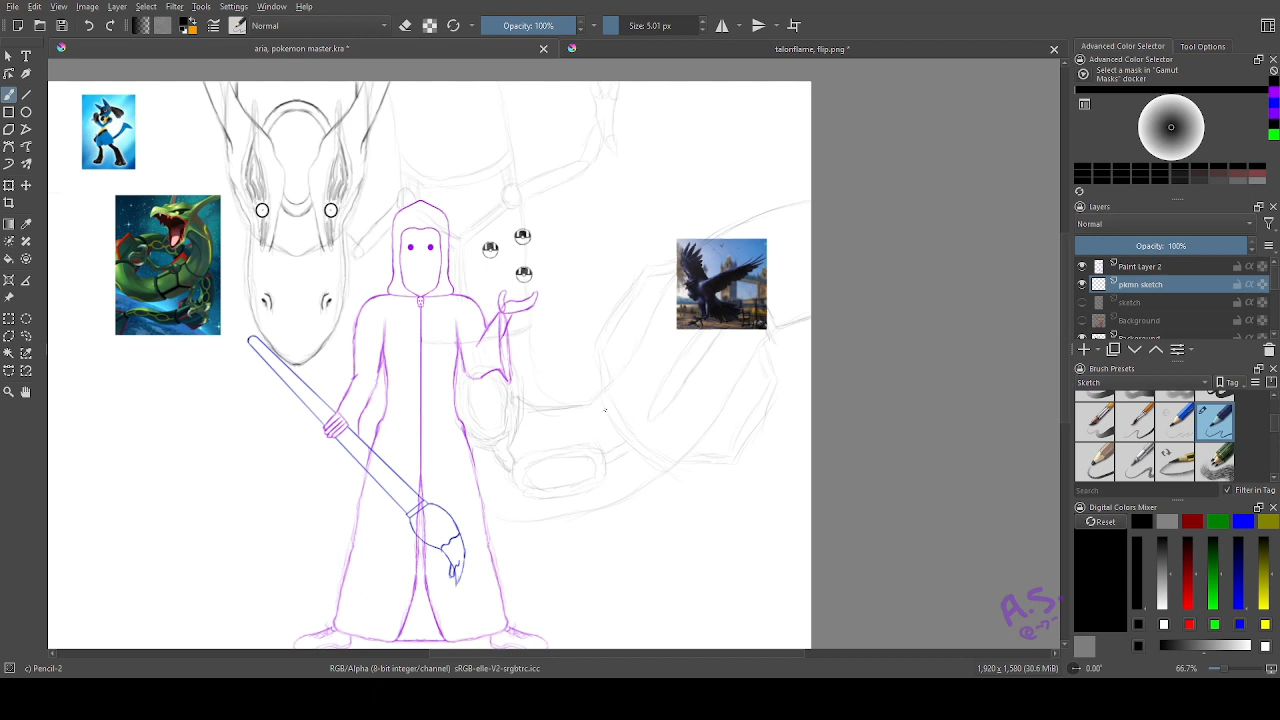 File Edit View Image Layer Select Filter Tools Settings Window Help
Normal Opacity: 100% Size: 5.01 px
aria, pokemon master.kra * talonflame, flip.png *
Advanced Color Selector Tool Options
Advanced Color Selector
Select a mask in "Gamut
Masks" docker
Layers
Normal
Opacity: 100%
Paint Layer 2
pkmn sketch
sketch
Background
Background
Brush Presets
Sketch Tag
Search Filter in Tag
Digital Colors Mixer
Reset
A.S.
c) Pencil-2 RGB/Alpha (8-bit integer/channel) sRGB-elle-V2-srgbtrc.icc 1,920 x 1,580 (30.6 MiB) 0.00° 66.7%